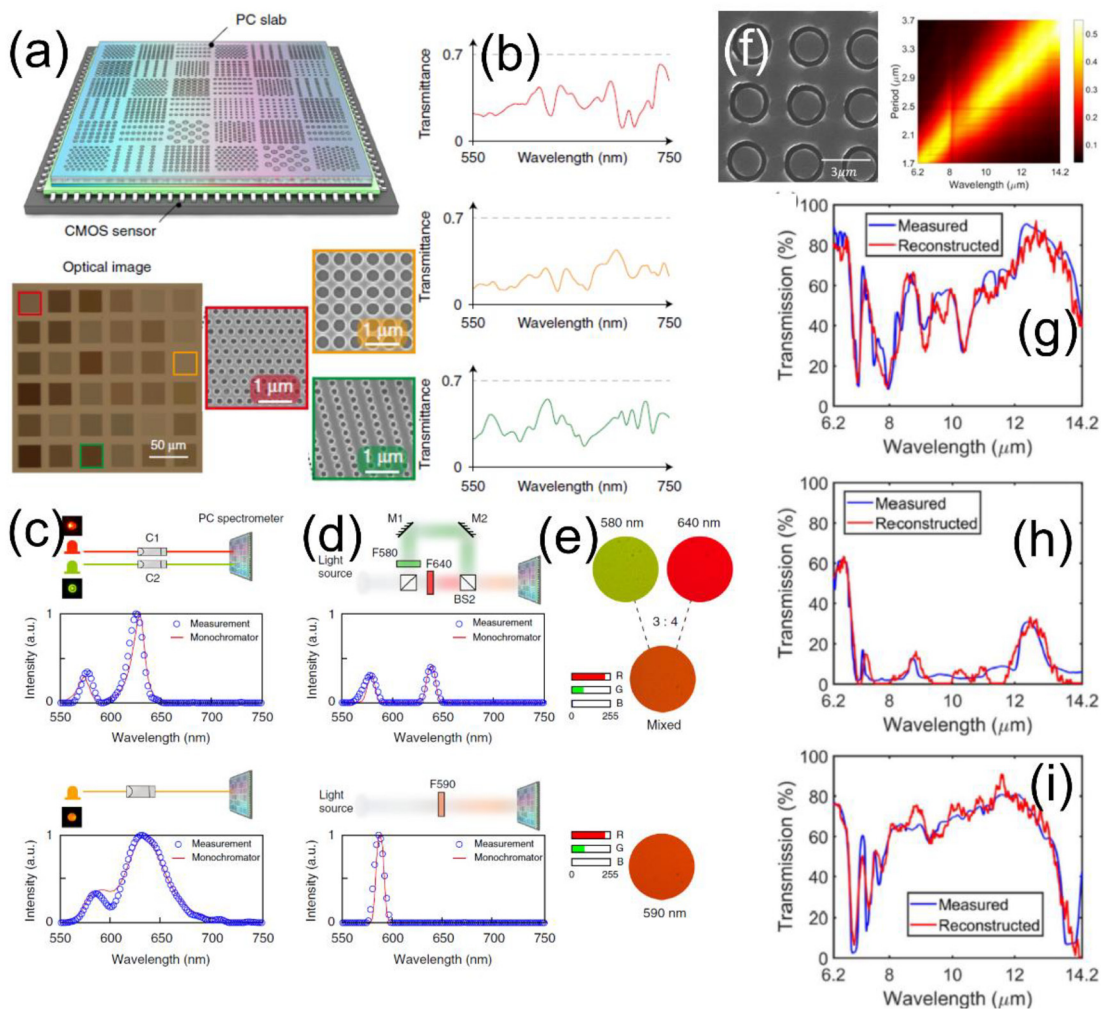 (a)
PC slab
CMOS sensor
Optical image
50 μm
1 μm
1 μm
1 μm
(b)
Transmittance
0.7
0
550
Wavelength (nm)
750
Transmittance
0.7
0
550
Wavelength (nm)
750
Transmittance
0.7
0
550
Wavelength (nm)
750
(c)
C1
C2
PC spectrometer
Intensity (a.u.)
1
0
Measurement
Monochromator
550 600 650 700 750
Wavelength (nm)
Intensity (a.u.)
1
0
Measurement
Monochromator
550 600 650 700 750
Wavelength (nm)
(d)
M1
M2
F580
Light
source
F640
BS2
Intensity (a.u.)
1
0
Measurement
Monochromator
550 600 650 700 750
Wavelength (nm)
F590
Light
source
Intensity (a.u.)
1
0
Measurement
Monochromator
550 600 650 700 750
Wavelength (nm)
(e)
580 nm
640 nm
3 : 4
R
G
B
0 255
Mixed
R
G
B
0 255
590 nm
(f)
3μm
Period (μm)
3.7
2.9
2.5
2.1
1.7
6.2 8 10 12 14.2
Wavelength (μm)
0.5
0.4
0.3
0.2
0.1
(g)
Transmission (%)
100
80
60
40
20
0
Measured
Reconstructed
6.2 8 10 12 14.2
Wavelength (μm)
(h)
Transmission (%)
100
80
60
40
20
0
Measured
Reconstructed
6.2 8 10 12 14.2
Wavelength (μm)
(i)
Transmission (%)
100
80
60
40
20
0
Measured
Reconstructed
6.2 8 10 12 14.2
Wavelength (μm)